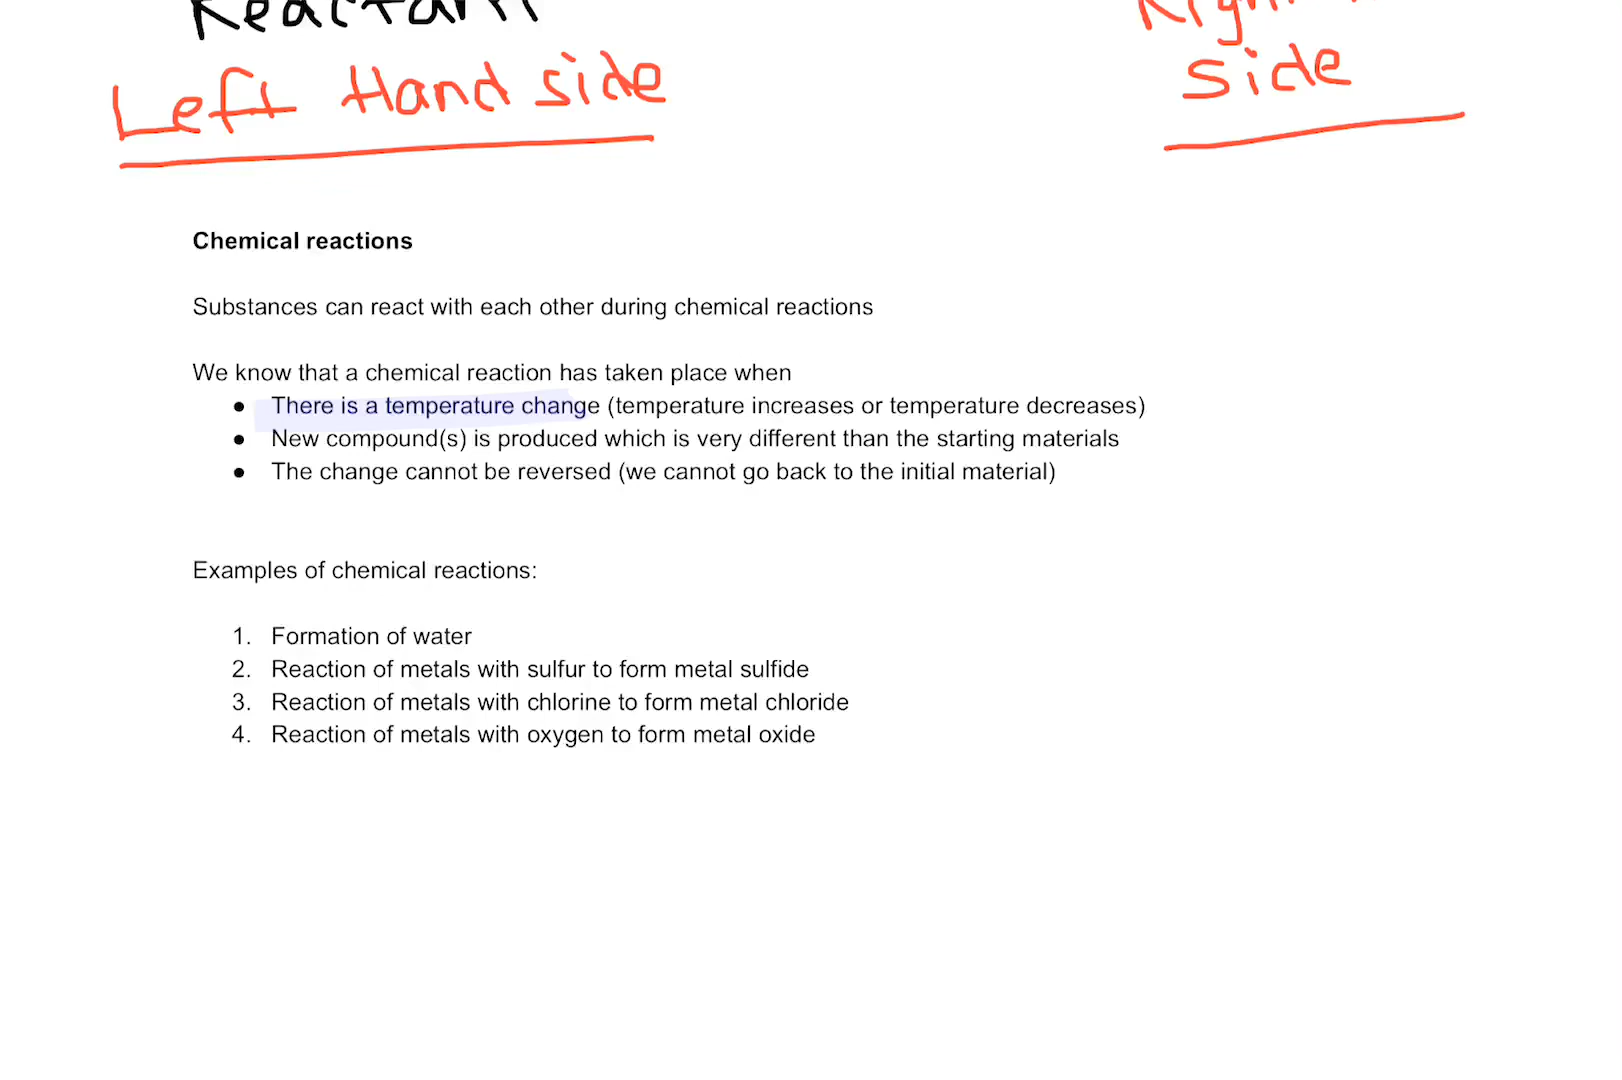 Reactant
Left Hand side
Right
side
Chemical reactions
Substances can react with each other during chemical reactions
We know that a chemical reaction has taken place when
● There is a temperature change (temperature increases or temperature decreases)
● New compound(s) is produced which is very different than the starting materials
● The change cannot be reversed (we cannot go back to the initial material)
Examples of chemical reactions:
1. Formation of water
2. Reaction of metals with sulfur to form metal sulfide
3. Reaction of metals with chlorine to form metal chloride
4. Reaction of metals with oxygen to form metal oxide